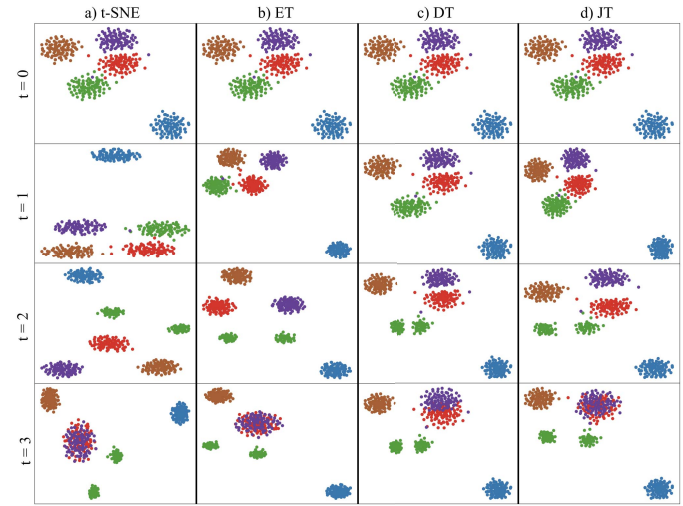 a) t-SNE b) ET c) DT d) JT
t = 0
t = 1
t = 2
t = 3